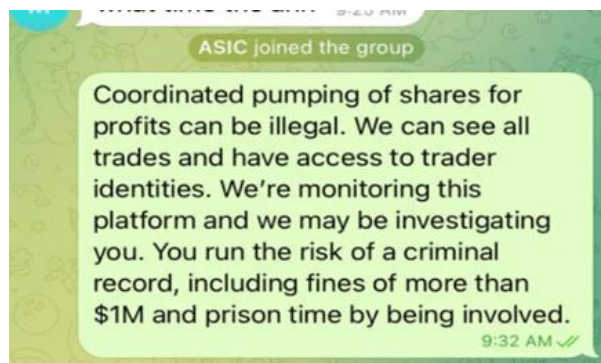 9:23 AM
ASIC joined the group
Coordinated pumping of shares for
profits can be illegal. We can see all
trades and have access to trader
identities. We're monitoring this
platform and we may be investigating
you. You run the risk of a criminal
record, including fines of more than
$1M and prison time by being involved.
9:32 AM